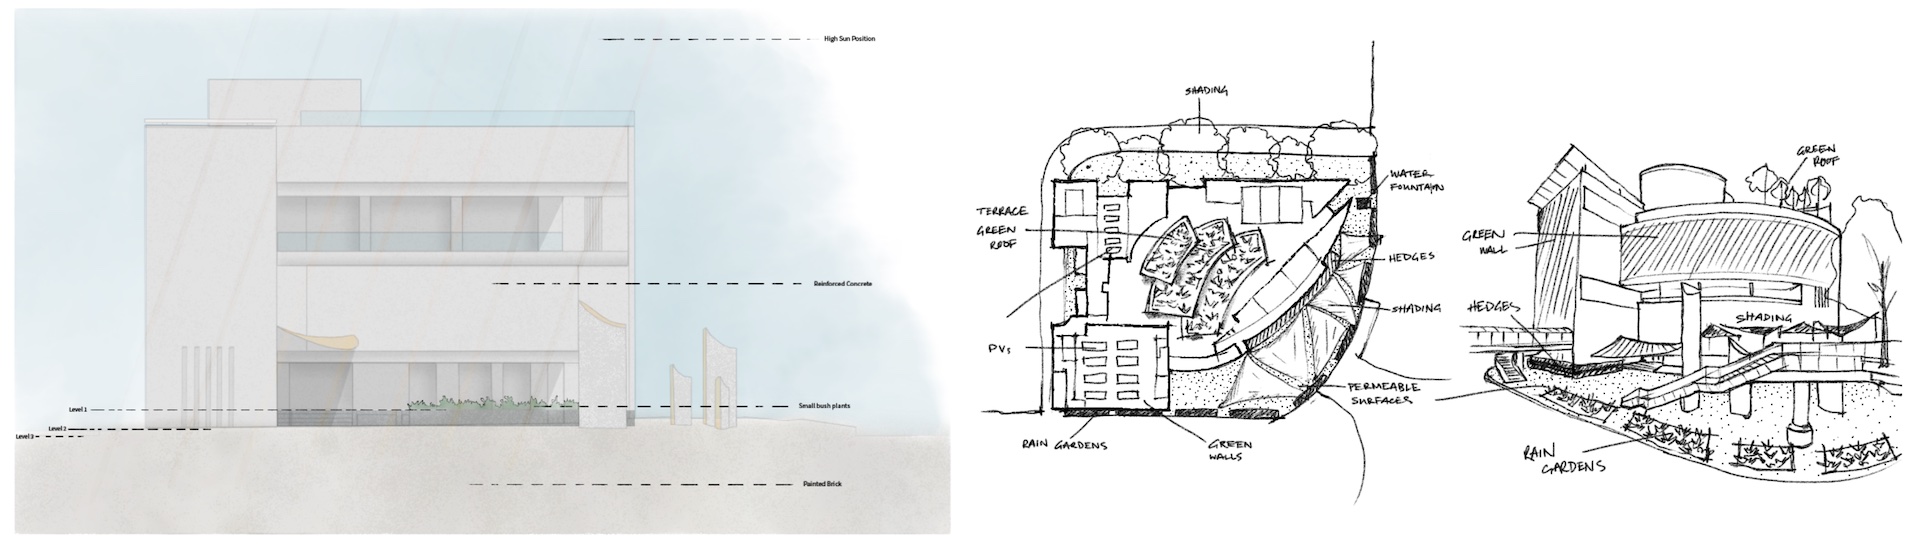 High Sun Position
Reinforced Concrete
Small bush plants
Level 1
Level 2
Level 3
Painted Brick
SHADING
WATER
FOUNTAIN
TERRACE
GREEN
ROOF
HEDGES
SHADING
PVs
PERMEABLE
SURFACES
RAIN GARDENS
GREEN
WALLS
GREEN
ROOF
GREEN
WALL
HEDGES
SHADING
RAIN
GARDENS